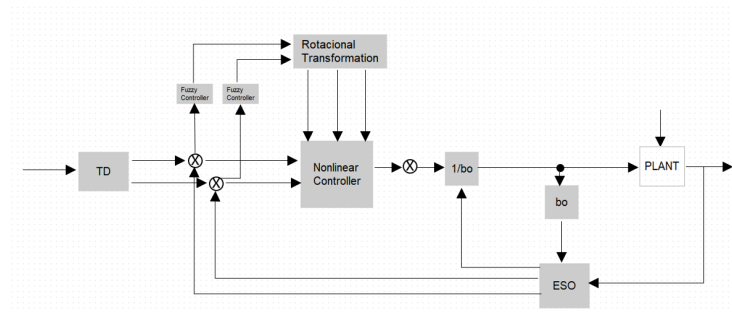 Rotacional
Transformation
Fuzzy
Controller
Fuzzy
Controller
X
X
X
TD
Nonlinear
Controller
1/bo
PLANT
bo
ESO